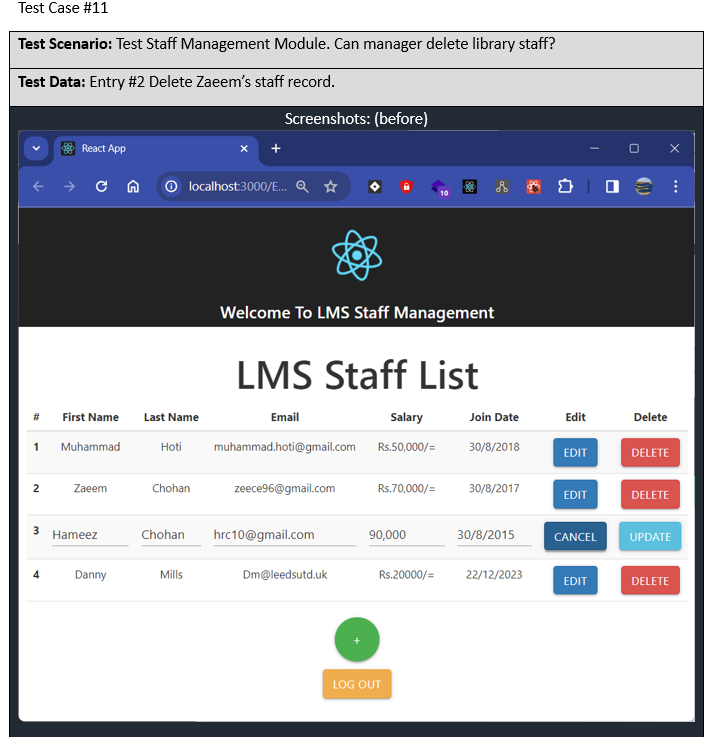 Test Case #11
Test Scenario: Test Staff Management Module. Can manager delete library staff?
Test Data: Entry #2 Delete Zaeem’s staff record.
Screenshots: (before)
React App
localhost:3000/E...
10
Welcome To LMS Staff Management
LMS Staff List
# First Name Last Name Email Salary Join Date Edit Delete
1 Muhammad Hoti muhammad.hoti@gmail.com Rs.50,000/= 30/8/2018 EDIT DELETE
2 Zaeem Chohan zeece96@gmail.com Rs.70,000/= 30/8/2017 EDIT DELETE
3 Hameez Chohan hrc10@gmail.com 90,000 30/8/2015 CANCEL UPDATE
4 Danny Mills Dm@leedsutd.uk Rs.20000/= 22/12/2023 EDIT DELETE
+
LOG OUT